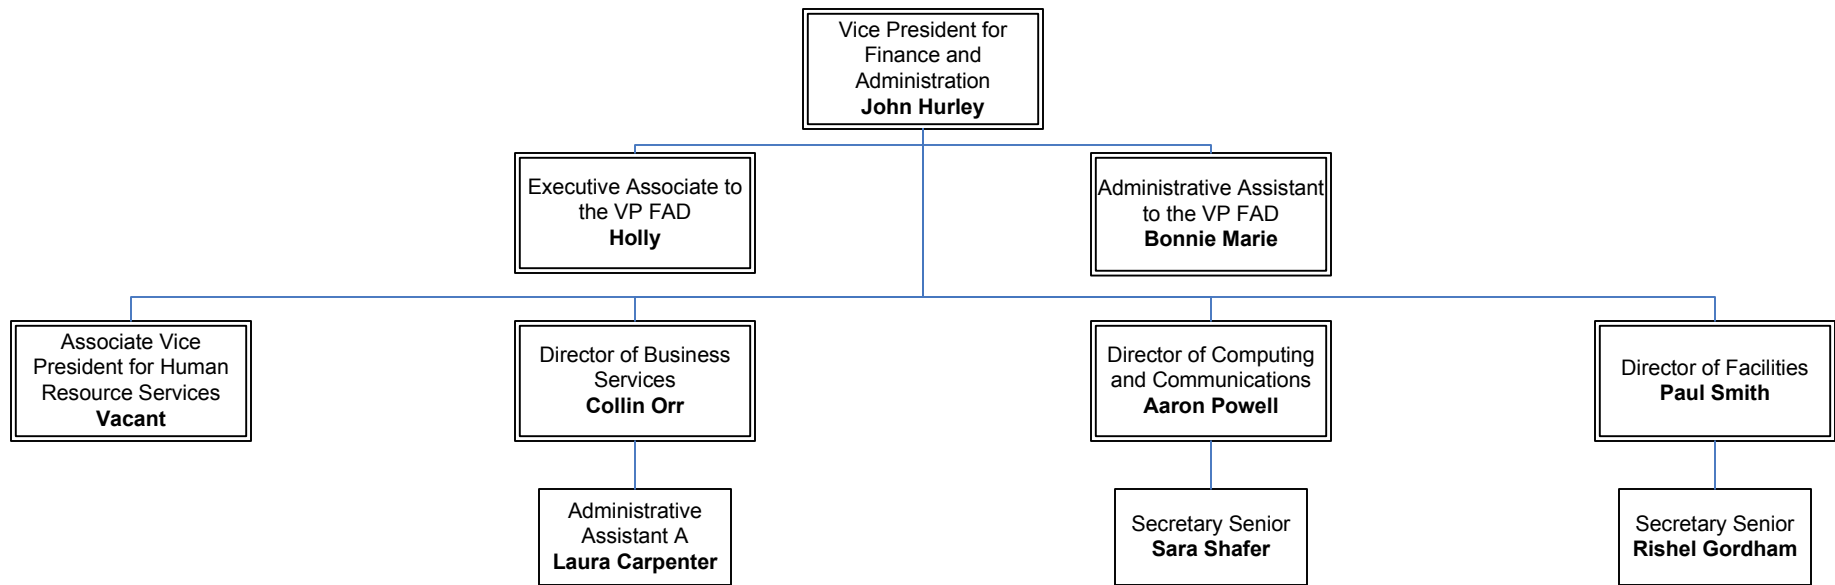 Vice President for
Finance and
Administration
John Hurley
Executive Associate to
the VP FAD
Holly
Administrative Assistant
to the VP FAD
Bonnie Marie
Associate Vice
President for Human
Resource Services
Vacant
Director of Business
Services
Collin Orr
Director of Computing
and Communications
Aaron Powell
Director of Facilities
Paul Smith
Administrative
Assistant A
Laura Carpenter
Secretary Senior
Sara Shafer
Secretary Senior
Rishel Gordham